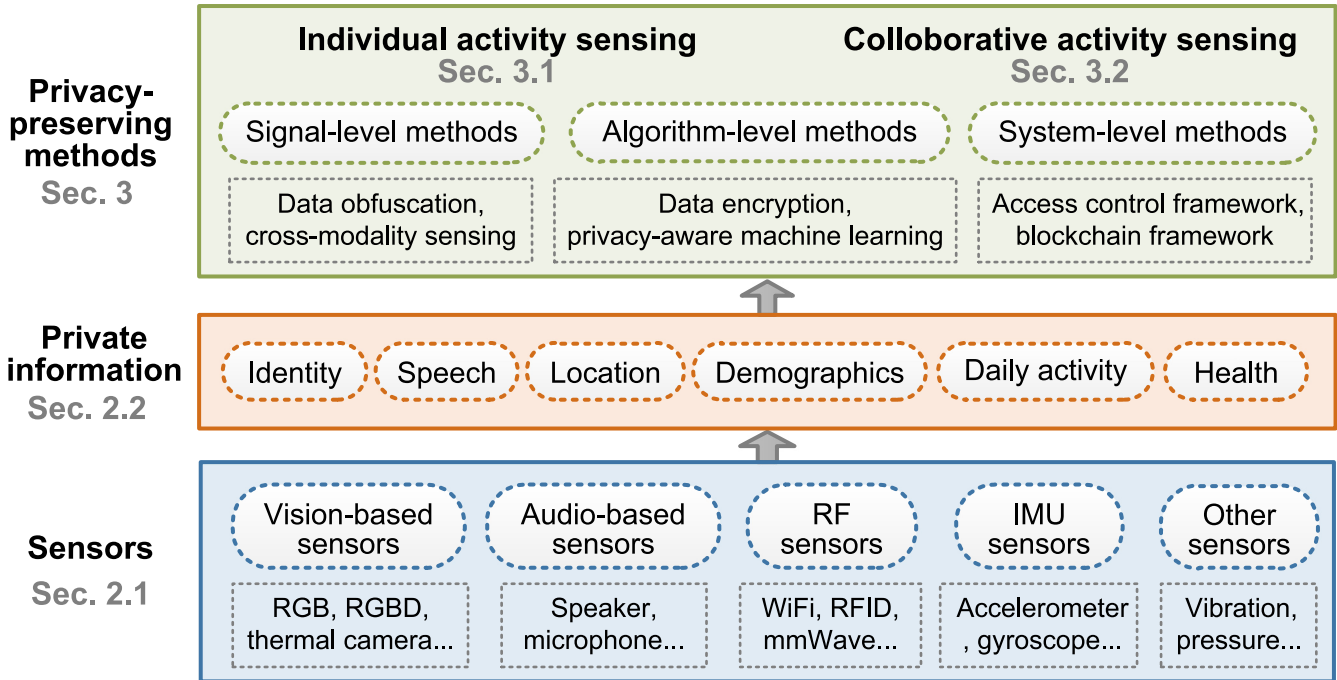 Privacy-
preserving
methods
Sec. 3
Individual activity sensing
Sec. 3.1
Colloborative activity sensing
Sec. 3.2
Signal-level methods
Algorithm-level methods
System-level methods
Data obfuscation,
cross-modality sensing
Data encryption,
privacy-aware machine learning
Access control framework,
blockchain framework
Private
information
Sec. 2.2
Identity
Speech
Location
Demographics
Daily activity
Health
Sensors
Sec. 2.1
Vision-based
sensors
Audio-based
sensors
RF
sensors
IMU
sensors
Other
sensors
RGB, RGBD,
thermal camera...
Speaker,
microphone...
WiFi, RFID,
mmWave...
Accelerometer
, gyroscope...
Vibration,
pressure...